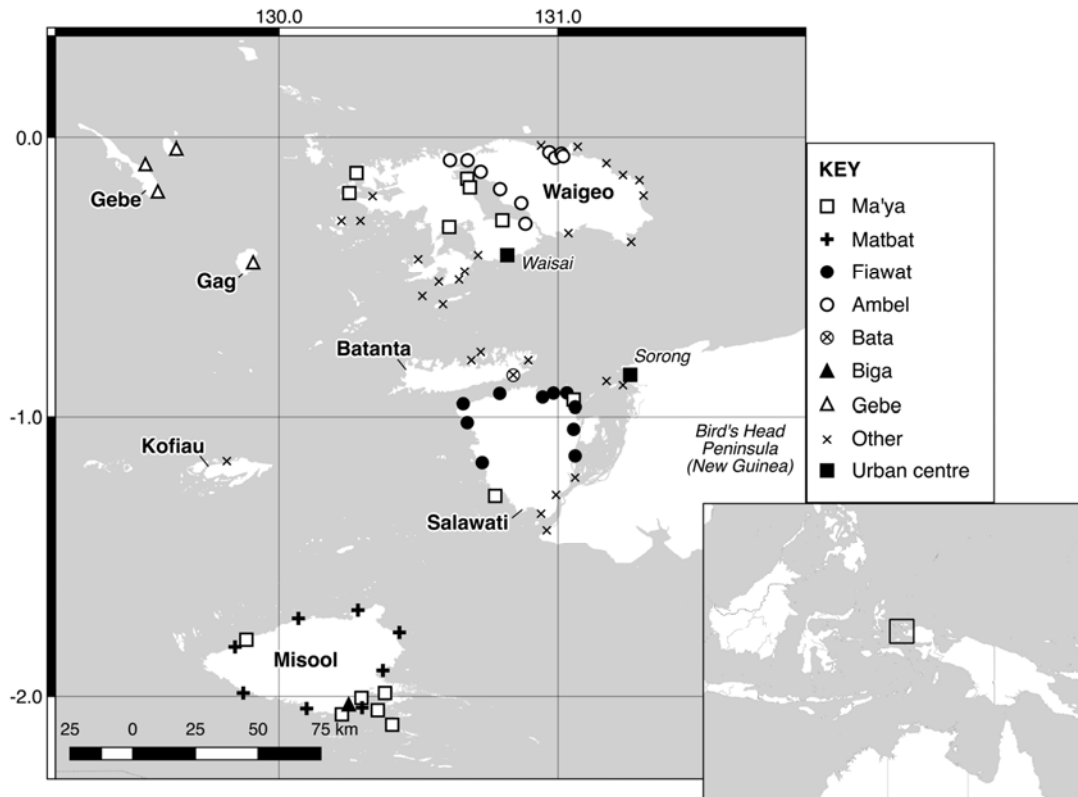 130.0
131.0
0.0
KEY
Ma'ya
Matbat
Fiawat
Ambel
Bata
Biga
Gebe
Other
Urban centre
Gebe
Waigeo
Gag
Waisai
Batanta
Sorong
-1.0
Bird's Head
Peninsula
(New Guinea)
Kofiau
Salawati
Misool
-2.0
25 0 25 50 75 km